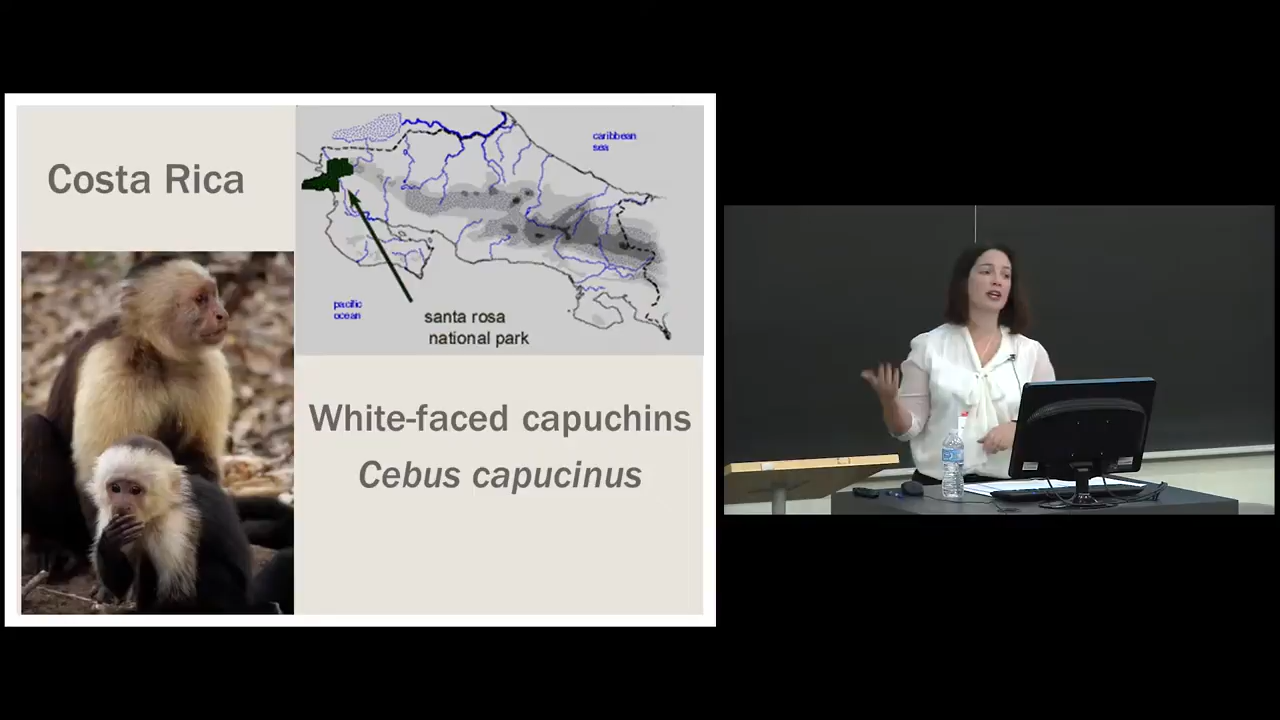 Costa Rica
caribbean
sea
pacific
ocean
santa rosa
national park
White-faced capuchins
Cebus capucinus